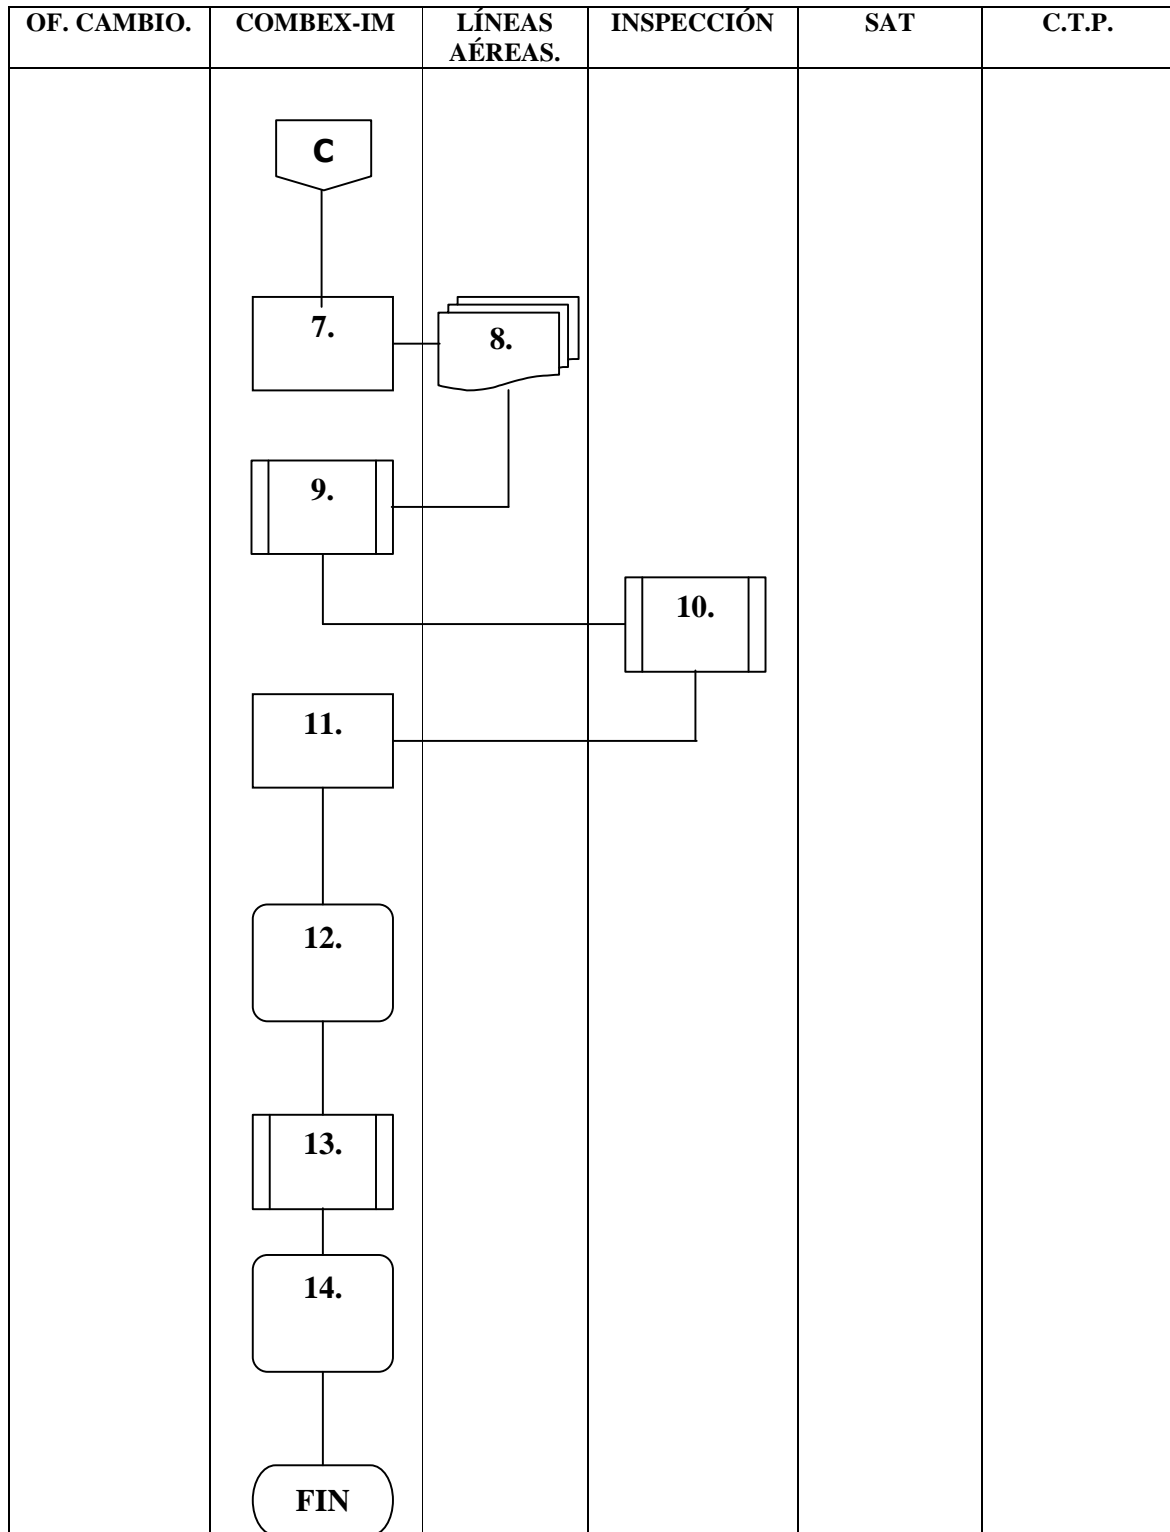 OF. CAMBIO.
COMBEX-IM
LÍNEAS
AÉREAS.
INSPECCIÓN
SAT
C.T.P.
C
7.
8.
9.
10.
11.
12.
13.
14.
FIN